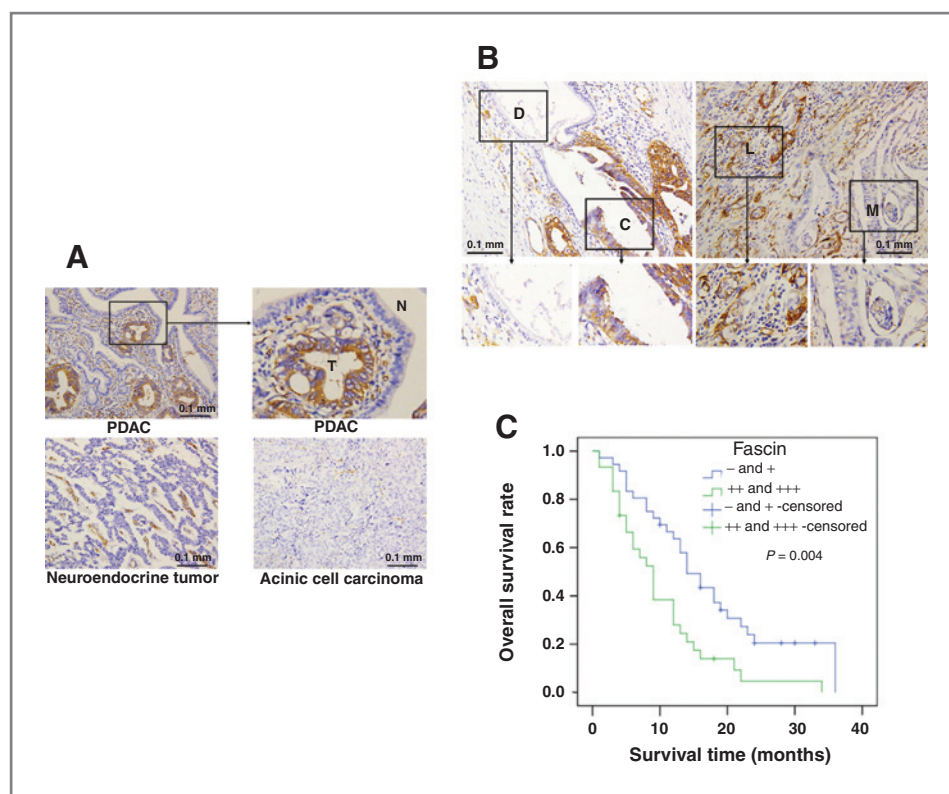 A
N
T
0.1 mm
PDAC
PDAC
0.1 mm
0.1 mm
Neuroendocrine tumor
Acinic cell carcinoma
B
D
C
L
M
0.1 mm
0.1 mm
C
Fascin
– and +
++ and +++
– and + -censored
++ and +++ -censored
P = 0.004
Overall survival rate
1.0
0.8
0.6
0.4
0.2
0.0
0 10 20 30 40
Survival time (months)